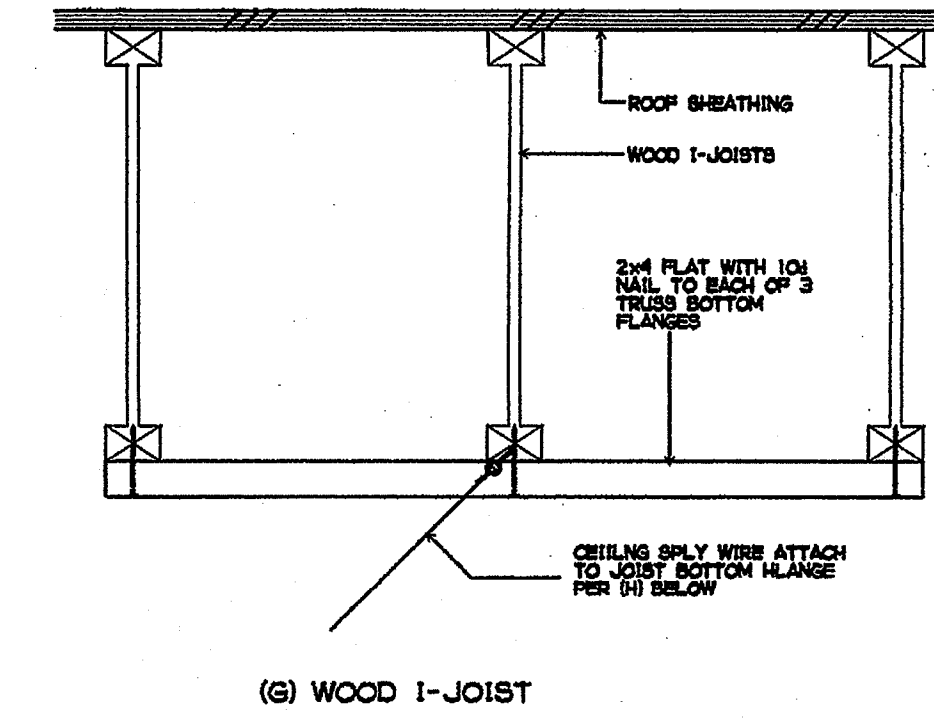 ROOF SHEATHING
WOOD I-JOISTS
2x4 FLAT WITH 10d
NAIL TO EACH OF 3
TRUSS BOTTOM
FLANGES
CEIILNG SPLY WIRE ATTACH
TO JOIST BOTTOM HLANGE
PER (H) BELOW
(G) WOOD I-JOIST